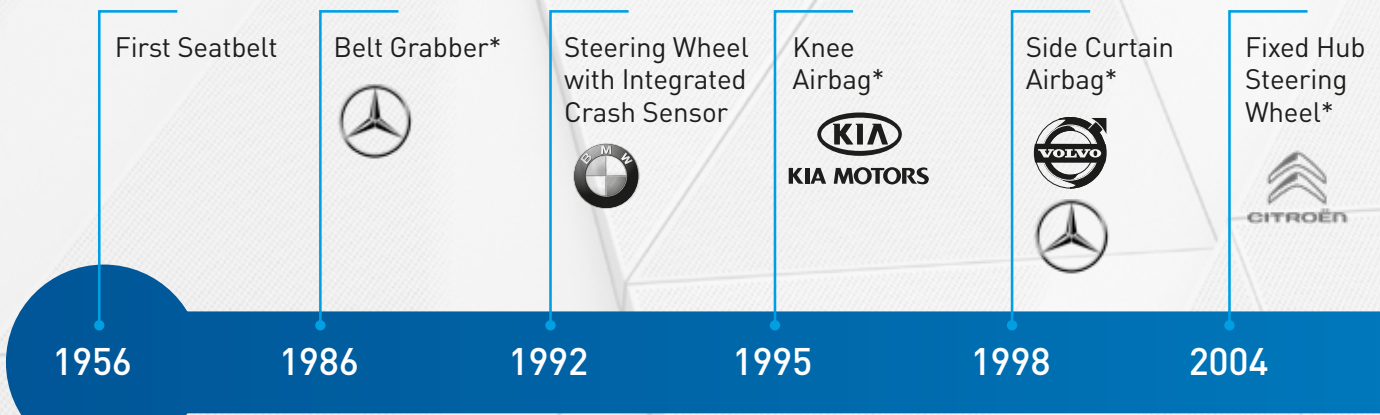 First Seatbelt
Belt Grabber*
Steering Wheel
with Integrated
Crash Sensor
BMW
Knee
Airbag*
KIA
KIA MOTORS
Side Curtain
Airbag*
VOLVO
Fixed Hub
Steering
Wheel*
CITROËN
1956
1986
1992
1995
1998
2004